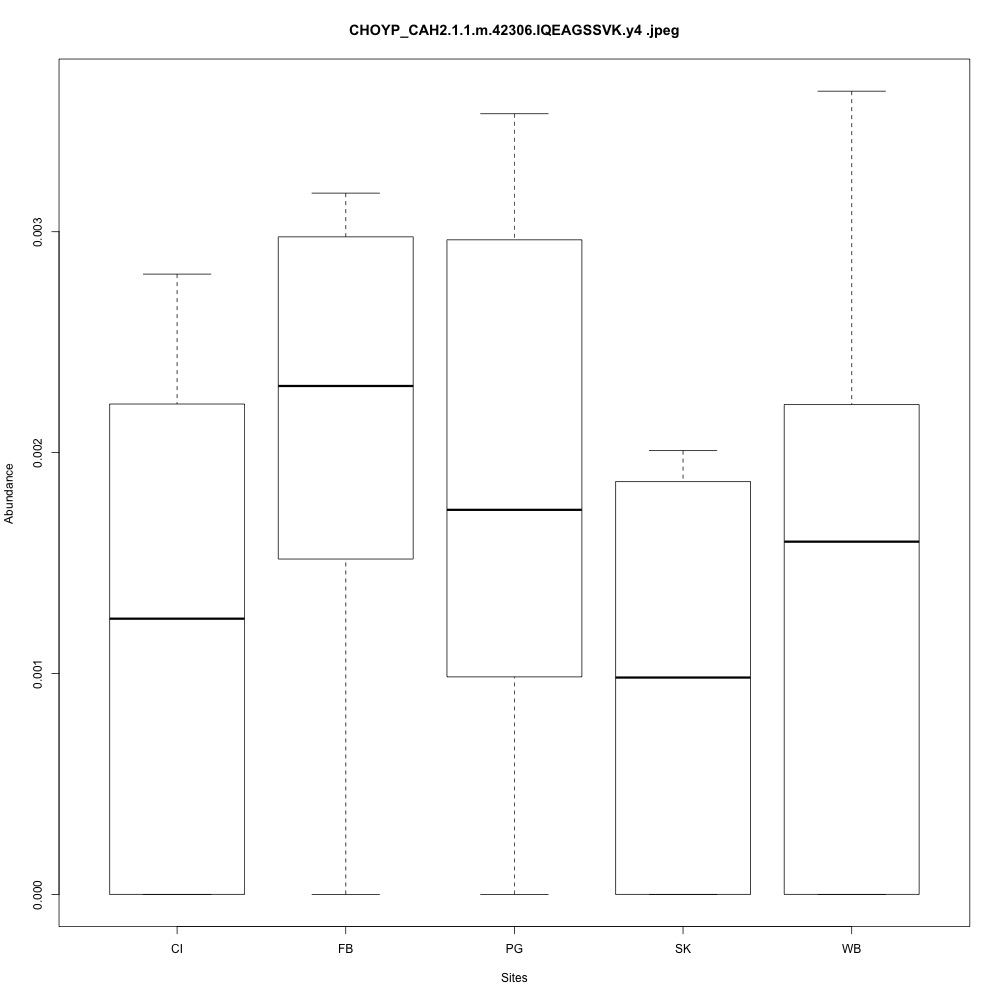 CHOYP_CAH2.1.1.m.42306.IQEAGSSVK.y4 .jpeg
Abundance
0.003
0.002
0.001
0.000
CI FB PG SK WB
Sites